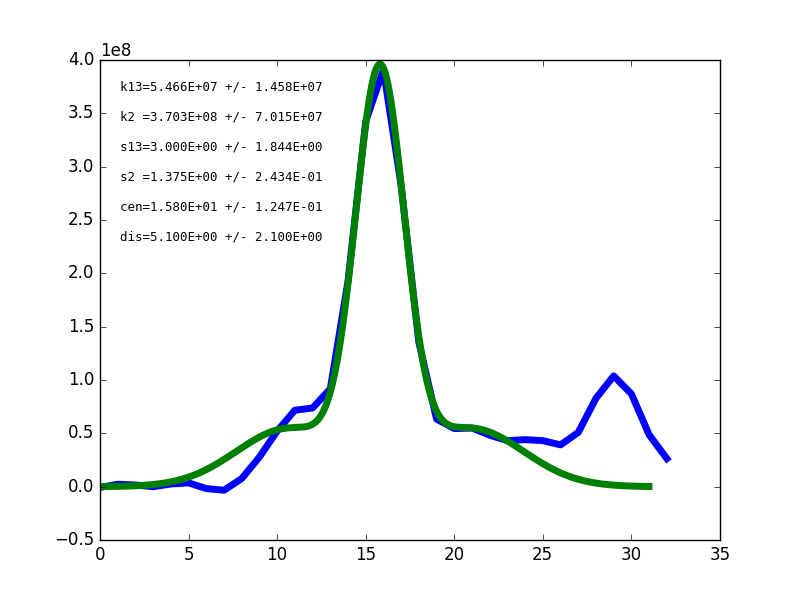 1e8
4.0
k13=5.466E+07 +/- 1.458E+07
3.5
k2 =3.703E+08 +/- 7.015E+07
s13=3.000E+00 +/- 1.844E+00
3.0
s2 =1.375E+00 +/- 2.434E-01
cen=1.580E+01 +/- 1.247E-01
2.5
dis=5.100E+00 +/- 2.100E+00
2.0
1.5
1.0
0.5
0.0
−0.5
0 5 10 15 20 25 30 35